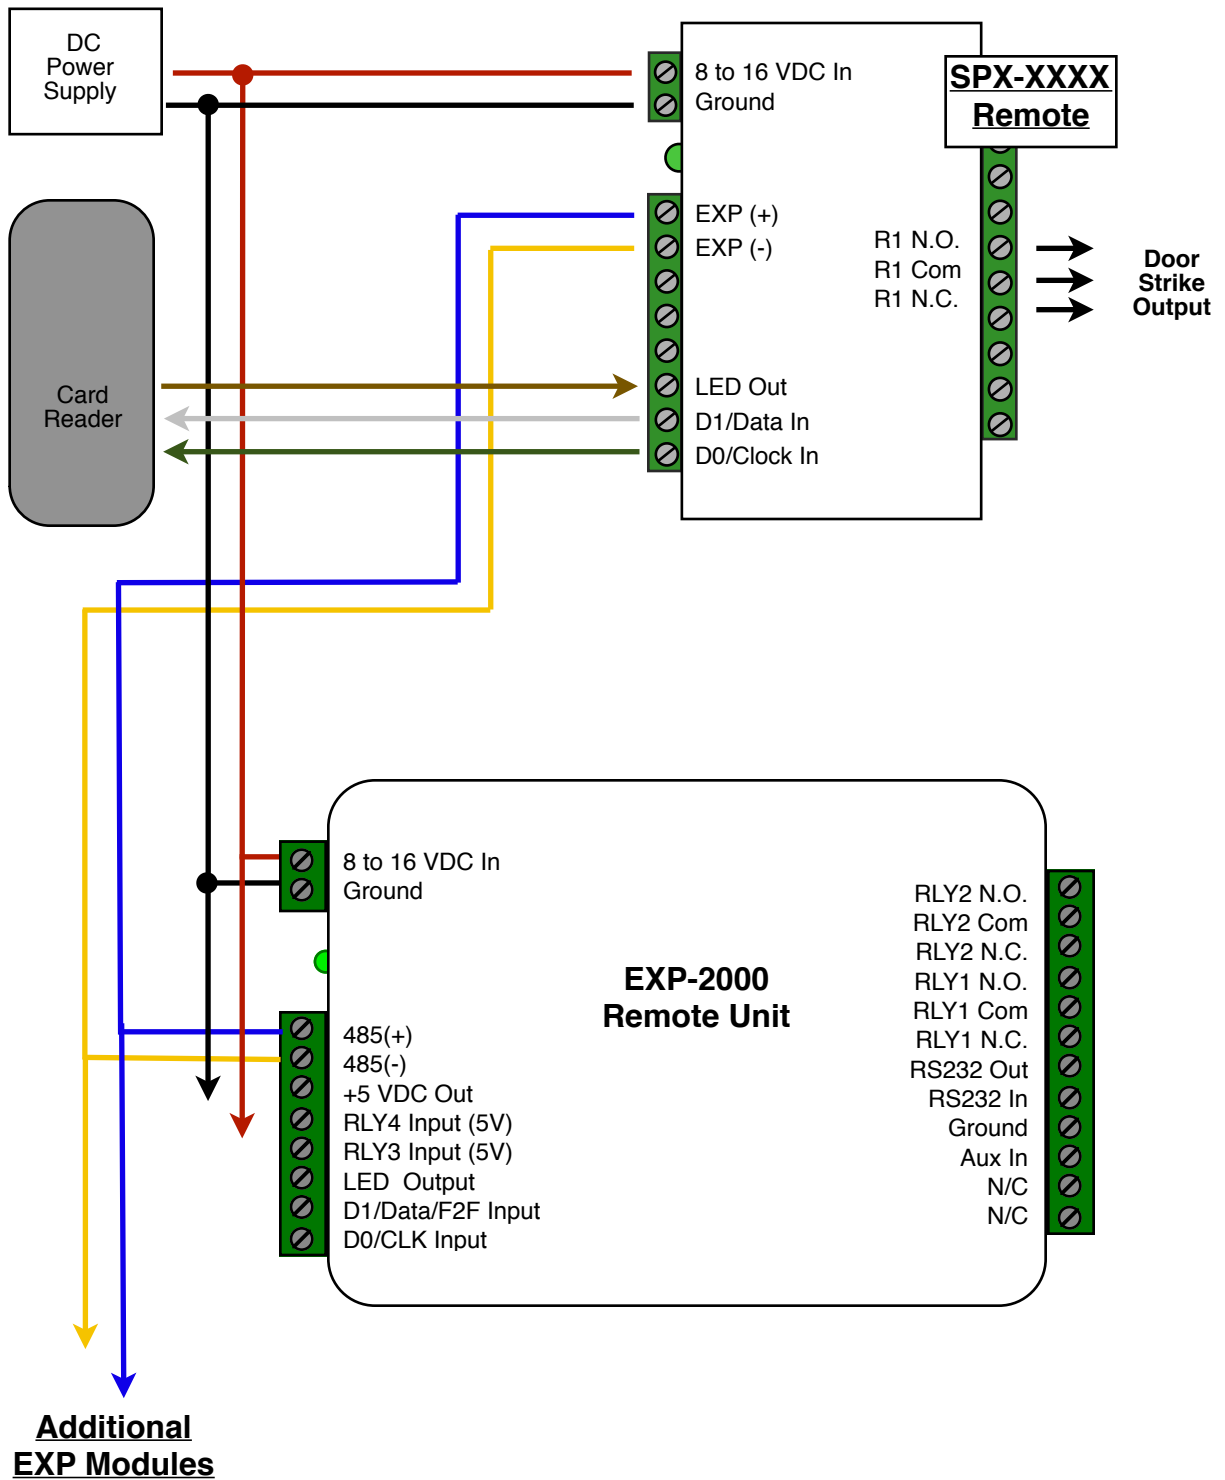 DC
Power
Supply
8 to 16 VDC In
Ground
SPX-XXXX
Remote
EXP (+)
EXP (-)
R1 N.O.
R1 Com
R1 N.C.
Door
Strike
Output
Card
Reader
LED Out
D1/Data In
D0/Clock In
8 to 16 VDC In
Ground
EXP-2000
Remote Unit
485(+)
485(-)
+5 VDC Out
RLY4 Input (5V)
RLY3 Input (5V)
LED Output
D1/Data/F2F Input
D0/CLK Input
RLY2 N.O.
RLY2 Com
RLY2 N.C.
RLY1 N.O.
RLY1 Com
RLY1 N.C.
RS232 Out
RS232 In
Ground
Aux In
N/C
N/C
Additional
EXP Modules